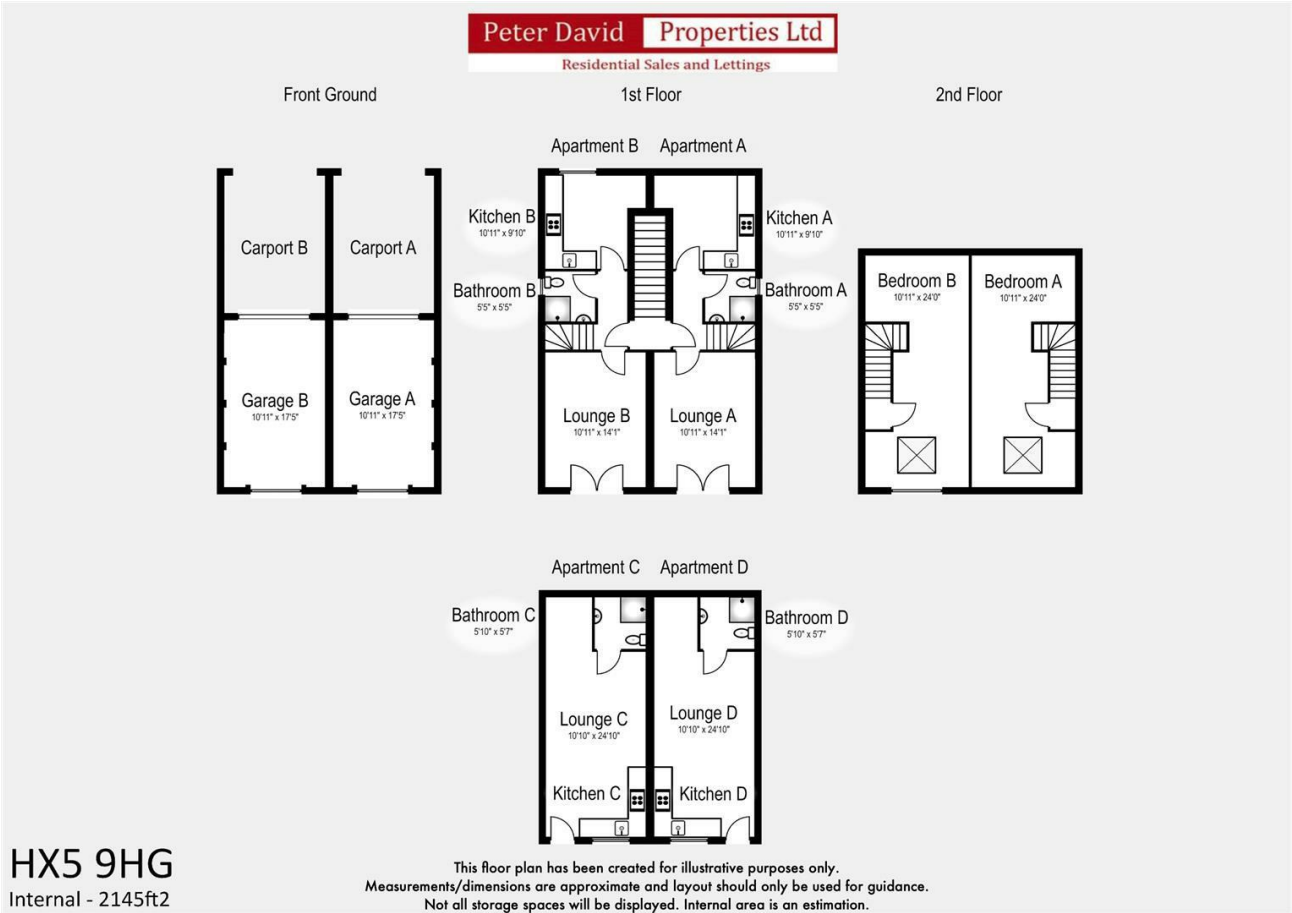 Peter David Properties Ltd
Residential Sales and Lettings
Front Ground
1st Floor
2nd Floor
Apartment B Apartment A
Kitchen B
10'11" x 9'10"
Kitchen A
10'11" x 9'10"
Carport B
Carport A
Bathroom B
5'5" x 5'5"
Bathroom A
5'5" x 5'5"
Bedroom B
10'11" x 24'0"
Bedroom A
10'11" x 24'0"
Garage B
10'11" x 17'5"
Garage A
10'11" x 17'5"
Lounge B
10'11" x 14'1"
Lounge A
10'11" x 14'1"
Apartment C Apartment D
Bathroom C
5'10" x 5'7"
Bathroom D
5'10" x 5'7"
Lounge C
10'10" x 24'10"
Lounge D
10'10" x 24'10"
Kitchen C
Kitchen D
HX5 9HG
Internal - 2145ft2
This floor plan has been created for illustrative purposes only.
Measurements/dimensions are approximate and layout should only be used for guidance.
Not all storage spaces will be displayed. Internal area is an estimation.